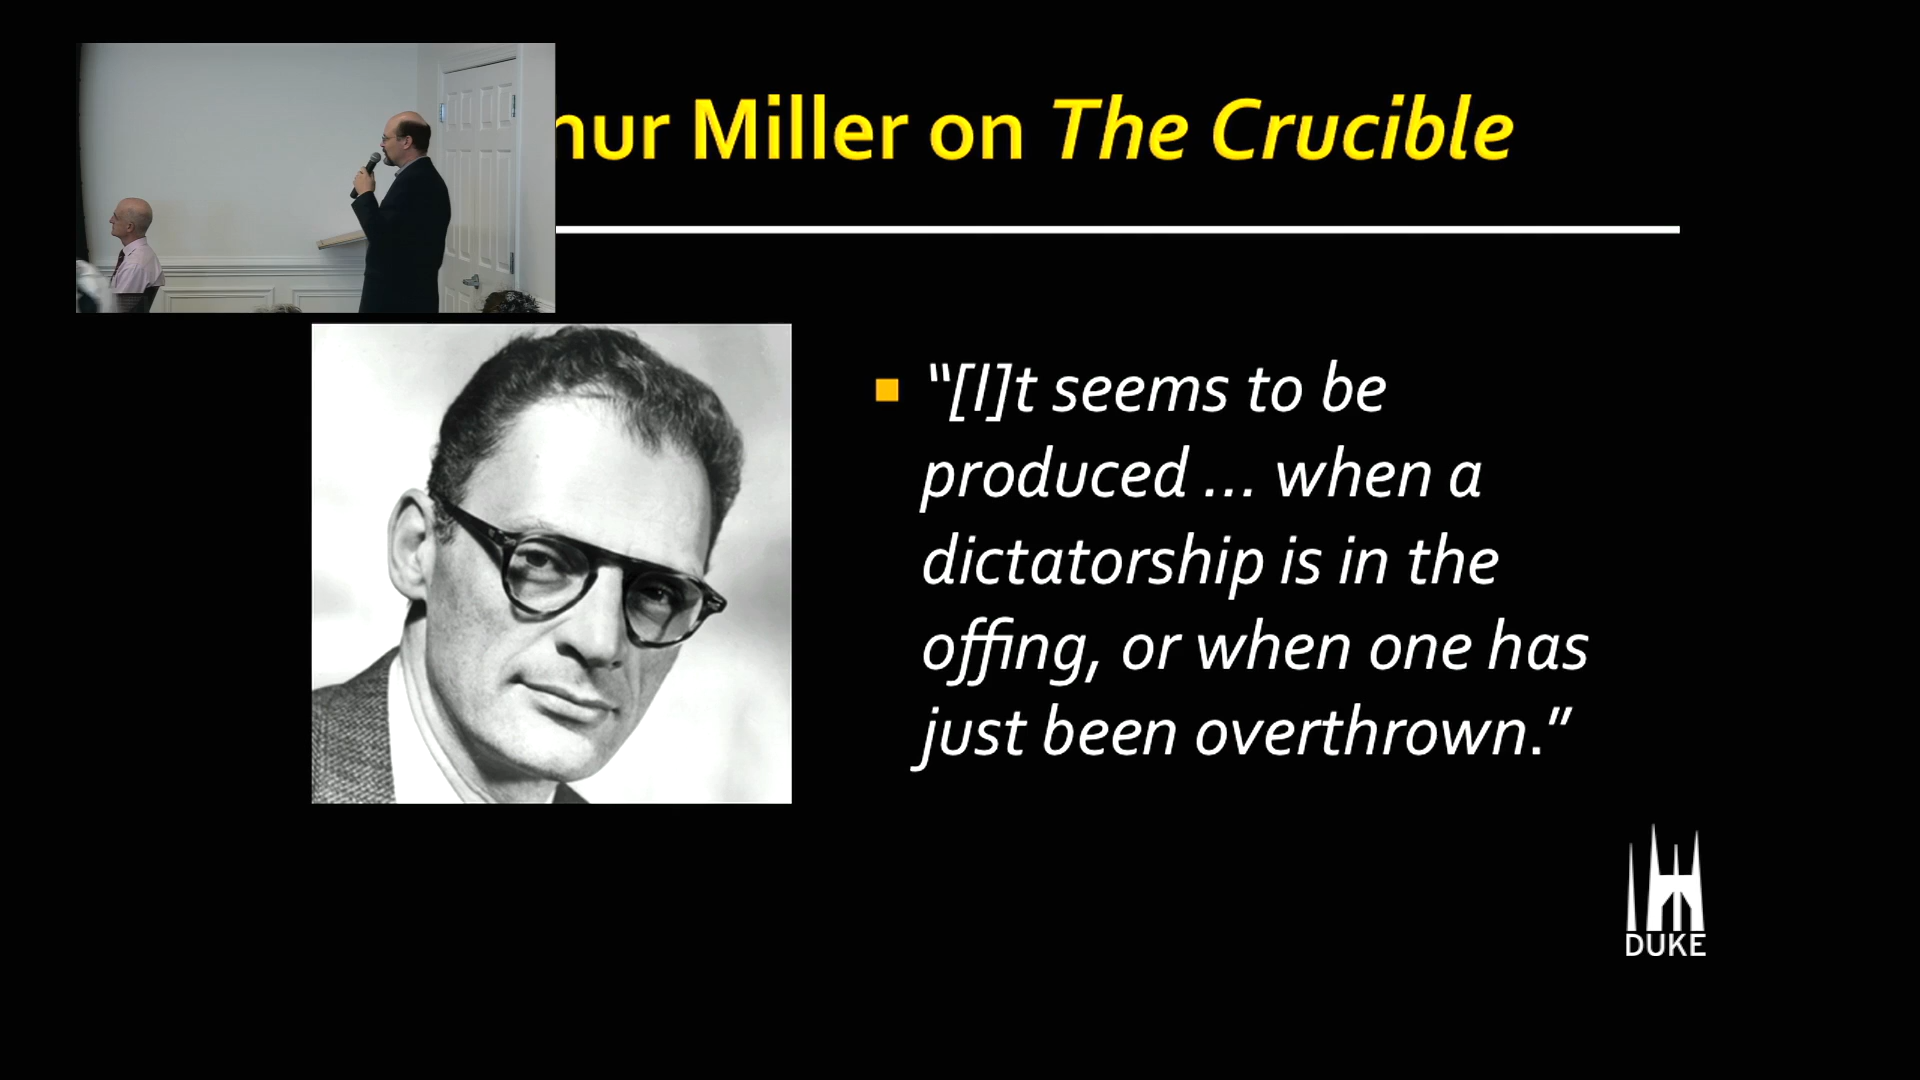 hur Miller on The Crucible
“[I]t seems to be
produced ... when a
dictatorship is in the
offing, or when one has
just been overthrown.”
DUKE